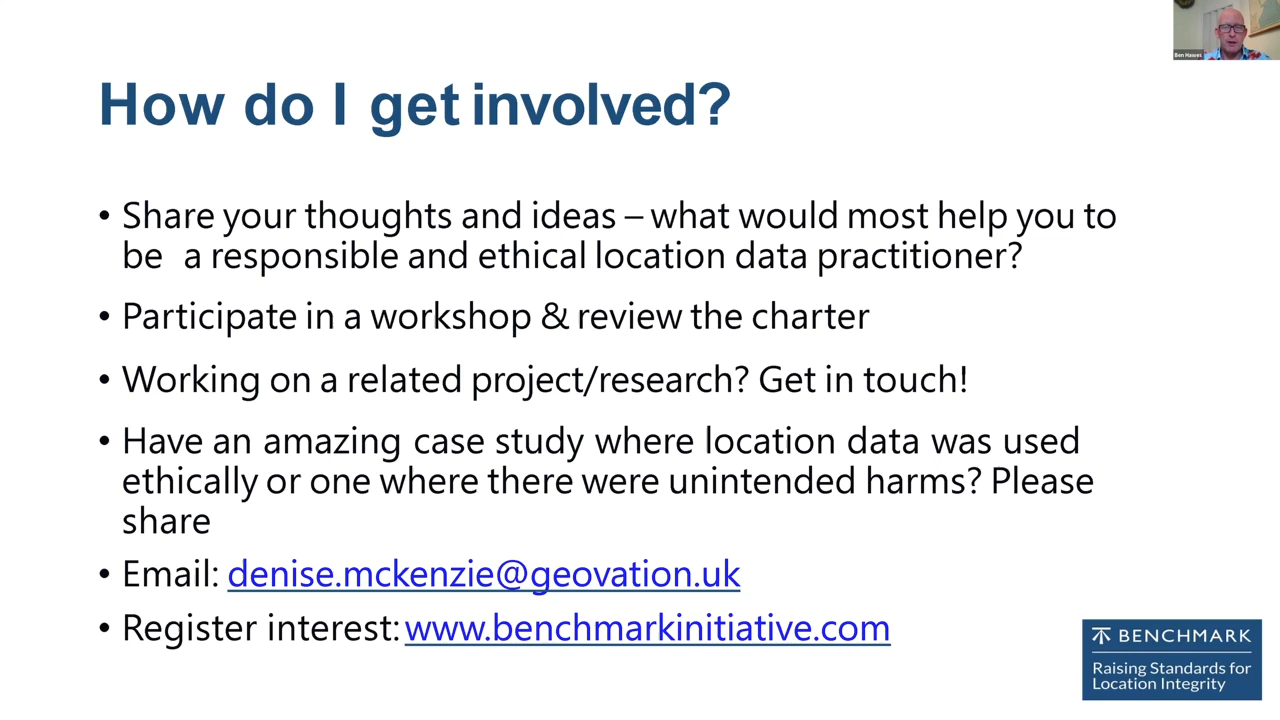 Ben Hawes
How do I get involved?
• Share your thoughts and ideas – what would most help you to
be a responsible and ethical location data practitioner?
• Participate in a workshop & review the charter
• Working on a related project/research? Get in touch!
• Have an amazing case study where location data was used
ethically or one where there were unintended harms? Please
share
• Email: denise.mckenzie@geovation.uk
• Register interest: www.benchmarkinitiative.com
BENCHMARK
Raising Standards for
Location Integrity